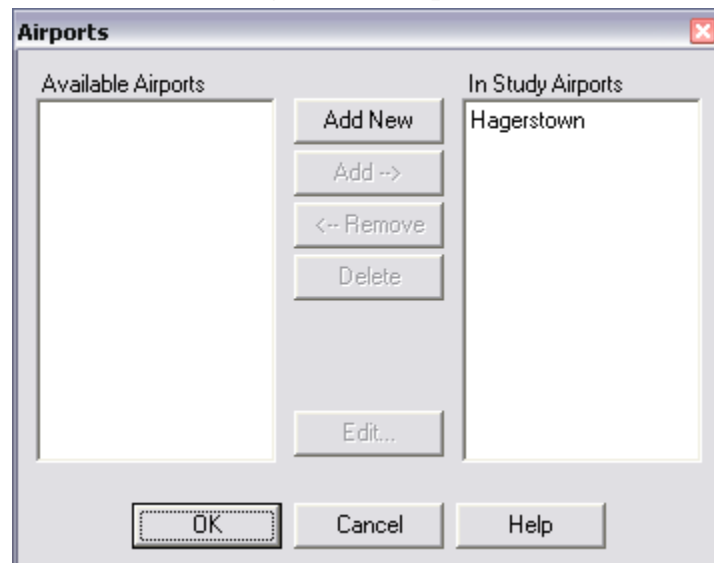 Airports
Available Airports
In Study Airports
Add New
Hagerstown
Add -->
<-- Remove
Delete
Edit...
OK
Cancel
Help